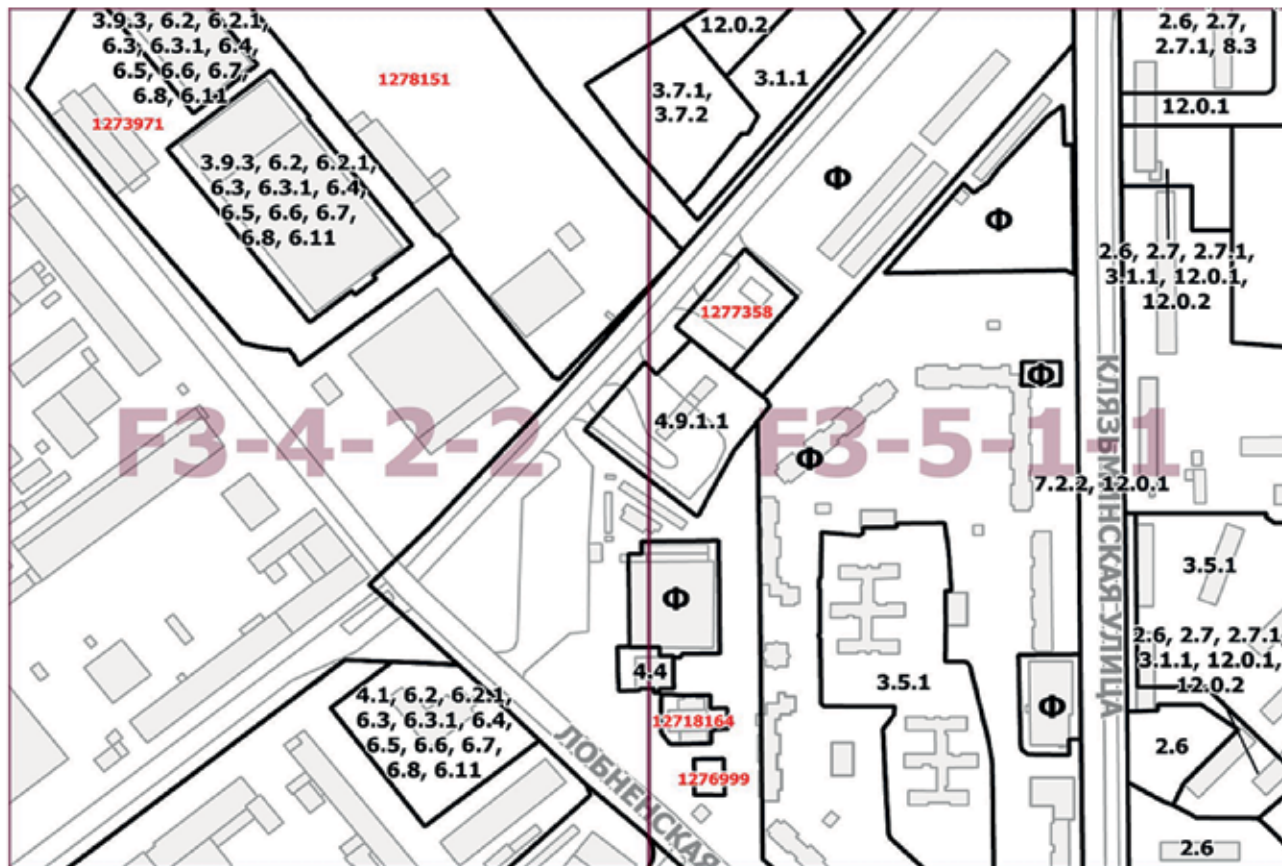 3.9.3, 6.2, 6.2.1,
6.3, 6.3.1, 6.4,
6.5, 6.6, 6.7,
6.8, 6.11
1278151
1273971
12.0.2
3.1.1
3.7.1,
3.7.2
2.6, 2.7,
2.7.1, 8.3
12.0.1
3.9.3, 6.2, 6.2.1,
6.3, 6.3.1, 6.4,
6.5, 6.6, 6.7,
6.8, 6.11
Ф
Ф
2.6, 2.7, 2.7.1,
3.1.1, 12.0.1,
12.0.2
1277358
Ф
4.9.1.1
F3-4-2-2
F3-5-1-1
Ф
7.2.2, 12.0.1
КЛЯЗЬМИНСКАЯ УЛИЦА
3.5.1
Ф
2.6, 2.7, 2.7.1,
3.1.1, 12.0.1,
12.0.2
4.4
3.5.1
Ф
4.1, 6.2, 6.2.1,
6.3, 6.3.1, 6.4,
6.5, 6.6, 6.7,
6.8, 6.11
12718164
2.6
1276999
ЛОБНЕНСКАЯ
2.6